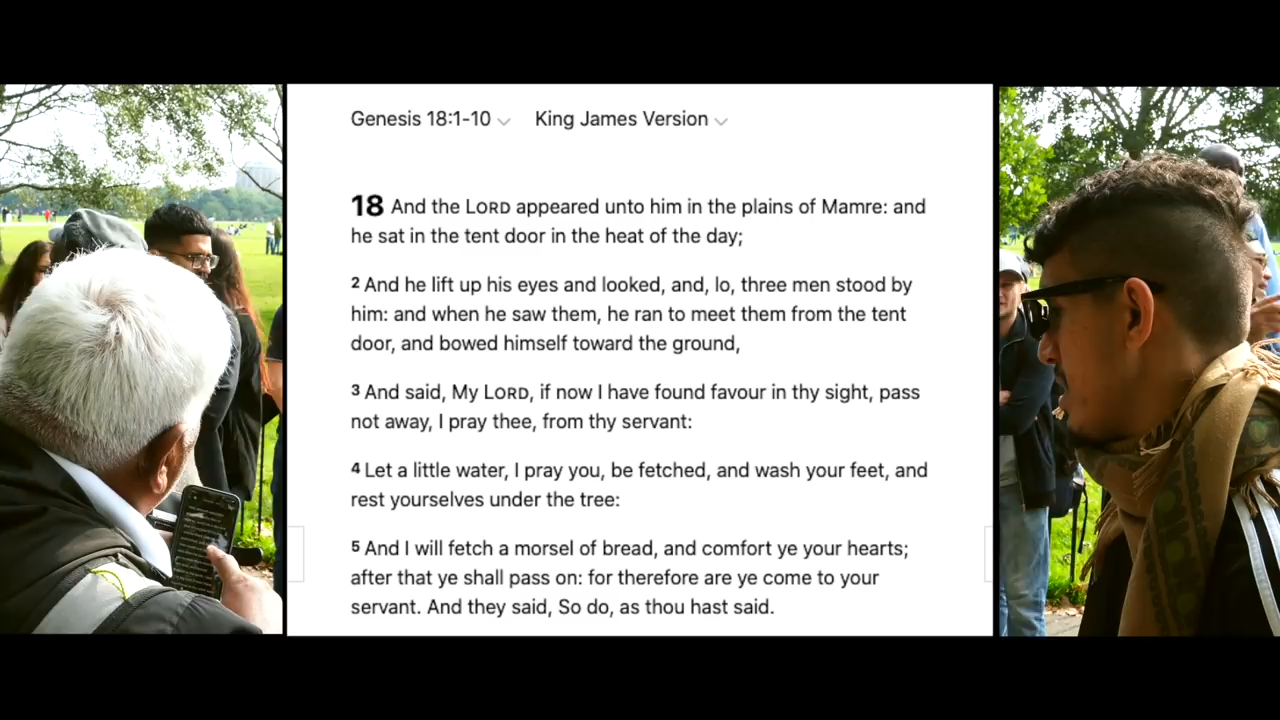 Genesis 18:1-10 King James Version
18 And the LORD appeared unto him in the plains of Mamre: and
he sat in the tent door in the heat of the day;
2 And he lift up his eyes and looked, and, lo, three men stood by
him: and when he saw them, he ran to meet them from the tent
door, and bowed himself toward the ground,
3 And said, My LORD, if now I have found favour in thy sight, pass
not away, I pray thee, from thy servant:
4 Let a little water, I pray you, be fetched, and wash your feet, and
rest yourselves under the tree:
5 And I will fetch a morsel of bread, and comfort ye your hearts;
after that ye shall pass on: for therefore are ye come to your
servant. And they said, So do, as thou hast said.